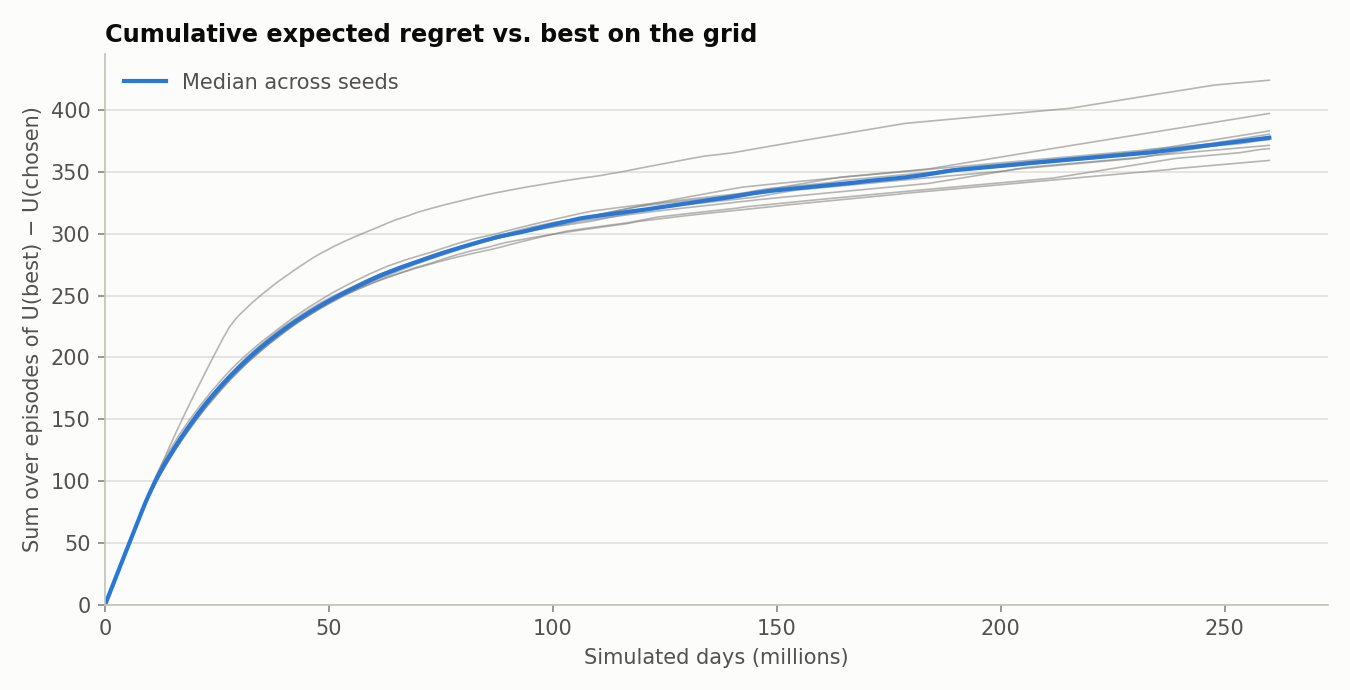 Cumulative expected regret vs. best on the grid
Median across seeds
Sum over episodes of U(best) − U(chosen)
400
350
300
250
200
150
100
50
0
0 50 100 150 200 250
Simulated days (millions)